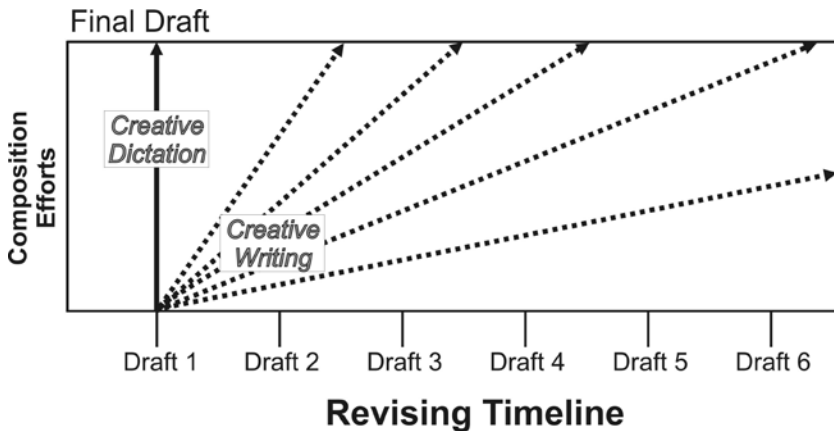 Final Draft
Creative
Dictation
Composition
Efforts
Creative
Writing
Draft 1
Draft 2
Draft 3
Draft 4
Draft 5
Draft 6
Revising Timeline